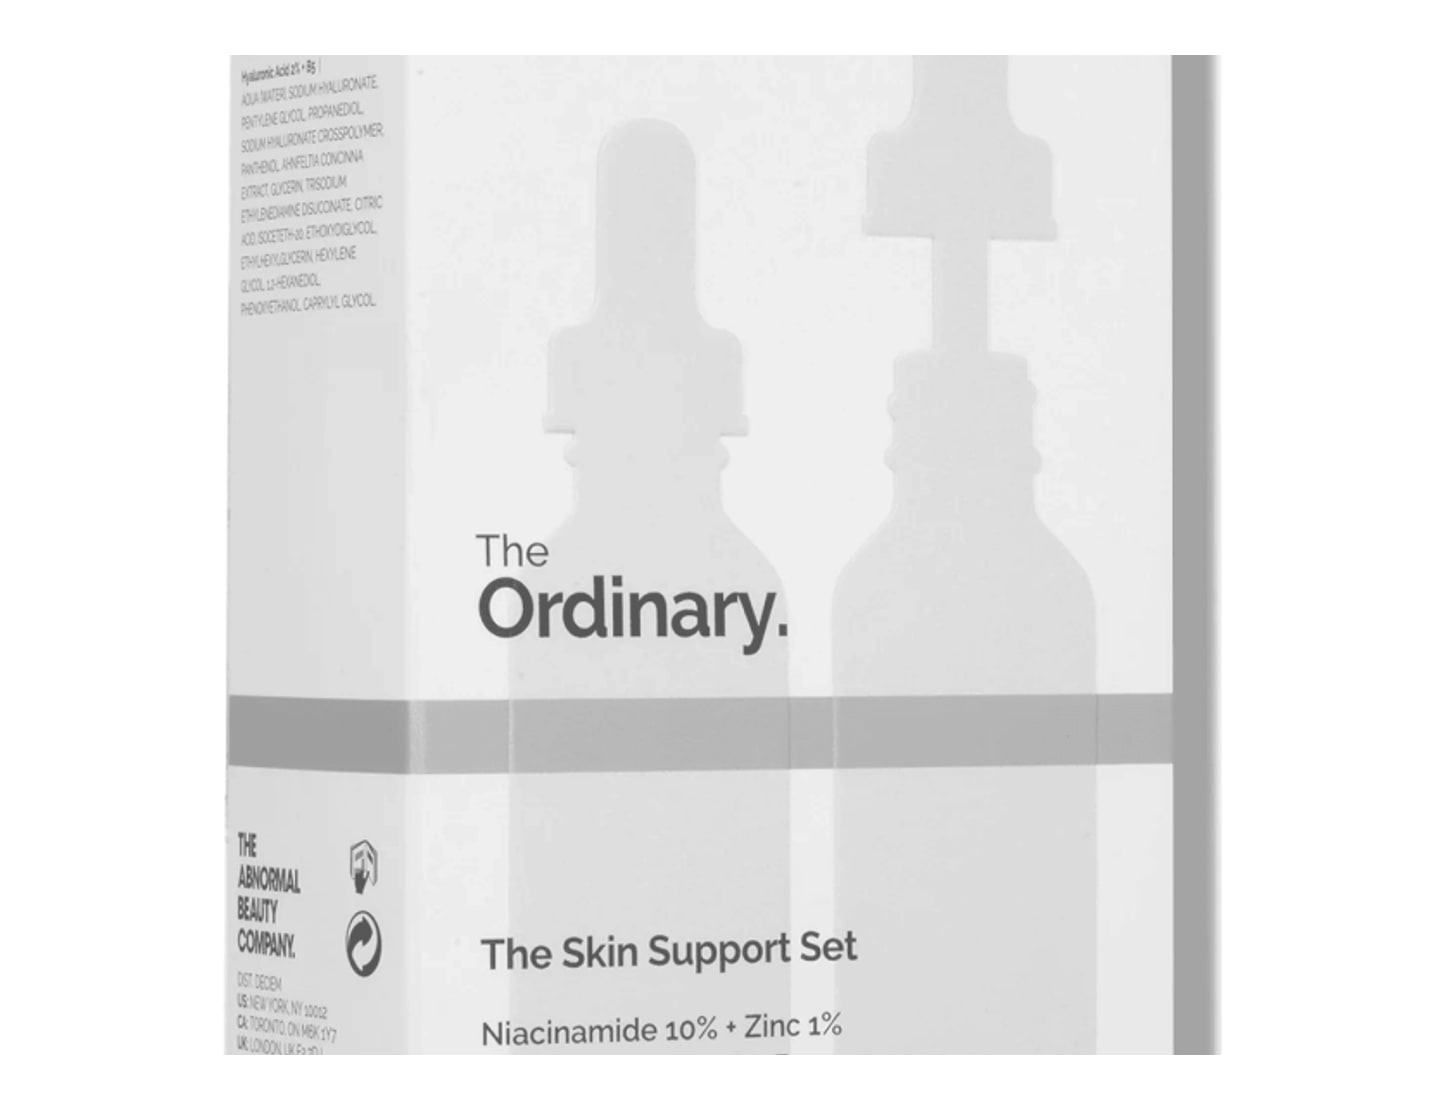 Hyaluronic Acid 2% + B5 |
AQUA (WATER), SODIUM HYALURONATE,
PENTYLENE GLYCOL, PROPANEDIOL,
SODIUM HYALURONATE CROSSPOLYMER,
PANTHENOL, AHNFELTIA CONCINNA
EXTRACT, GLYCERIN, TRISODIUM
ETHYLENEDIAMINE DISUCCINATE, CITRIC
ACID, ISOCETETH-20, ETHOXYDIGLYCOL,
ETHYLHEXYLGLYCERIN, HEXYLENE
GLYCOL, 1,2-HEXANEDIOL,
PHENOXYETHANOL, CAPRYLYL GLYCOL.
The
Ordinary.
THE
ABNORMAL
BEAUTY
COMPANY.
DIST. DECIEM
US: NEW YORK, NY 10012
CA: TORONTO, ON M6K 1Y7
UK: LONDON, UK
The Skin Support Set
Niacinamide 10% + Zinc 1%